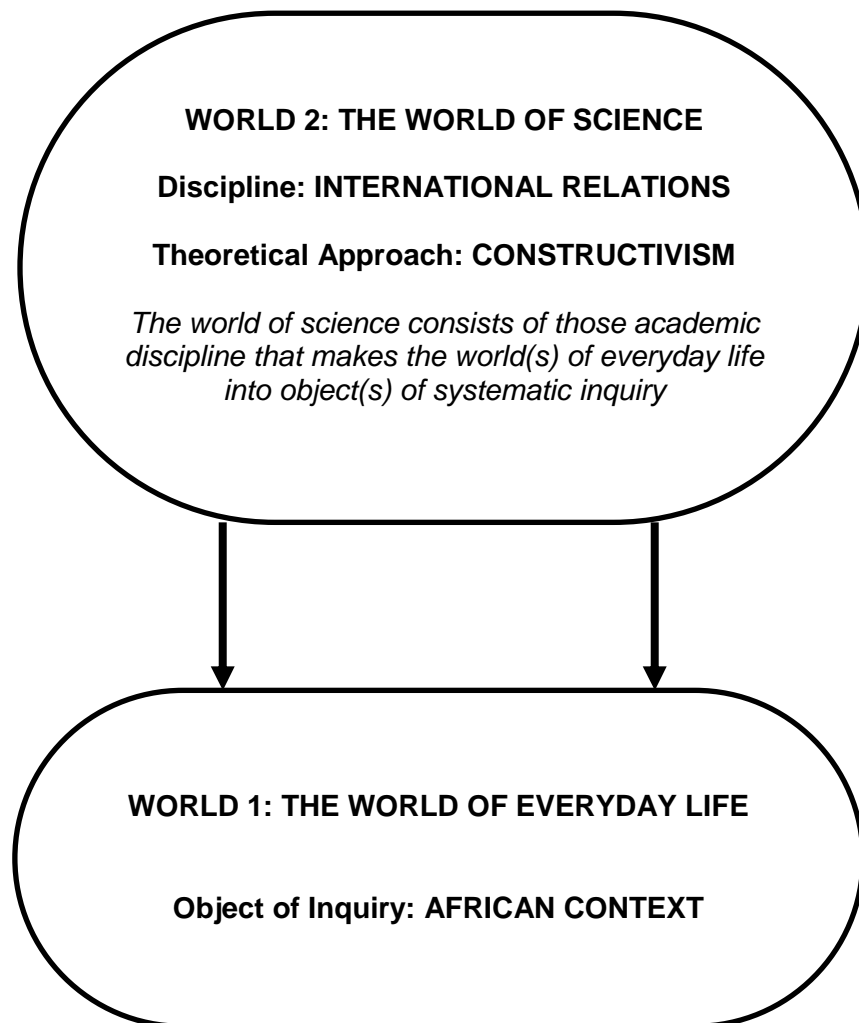 WORLD 2: THE WORLD OF SCIENCE
Discipline: INTERNATIONAL RELATIONS
Theoretical Approach: CONSTRUCTIVISM
The world of science consists of those academic
discipline that makes the world(s) of everyday life
into object(s) of systematic inquiry
WORLD 1: THE WORLD OF EVERYDAY LIFE
Object of Inquiry: AFRICAN CONTEXT